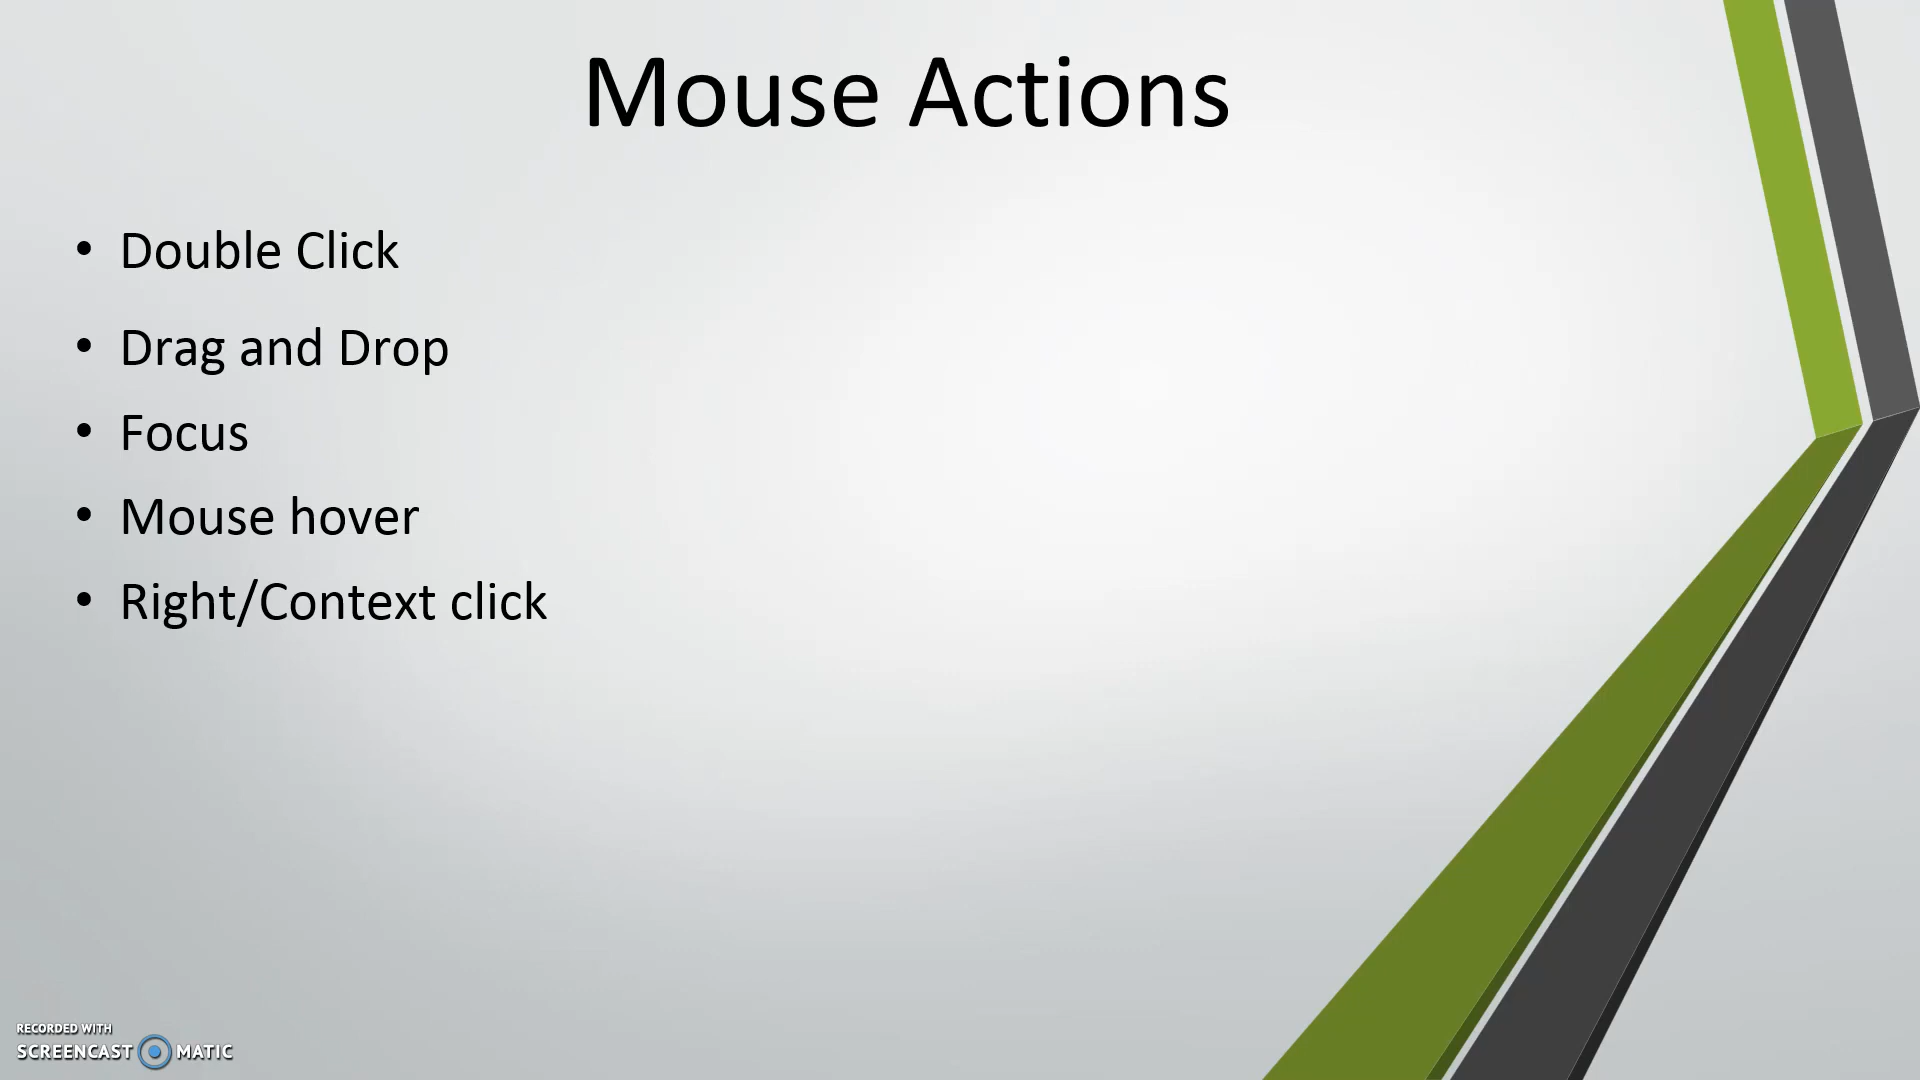 Mouse Actions
• Double Click
• Drag and Drop
• Focus
• Mouse hover
• Right/Context click
RECORDED WITH
SCREENCAST MATIC